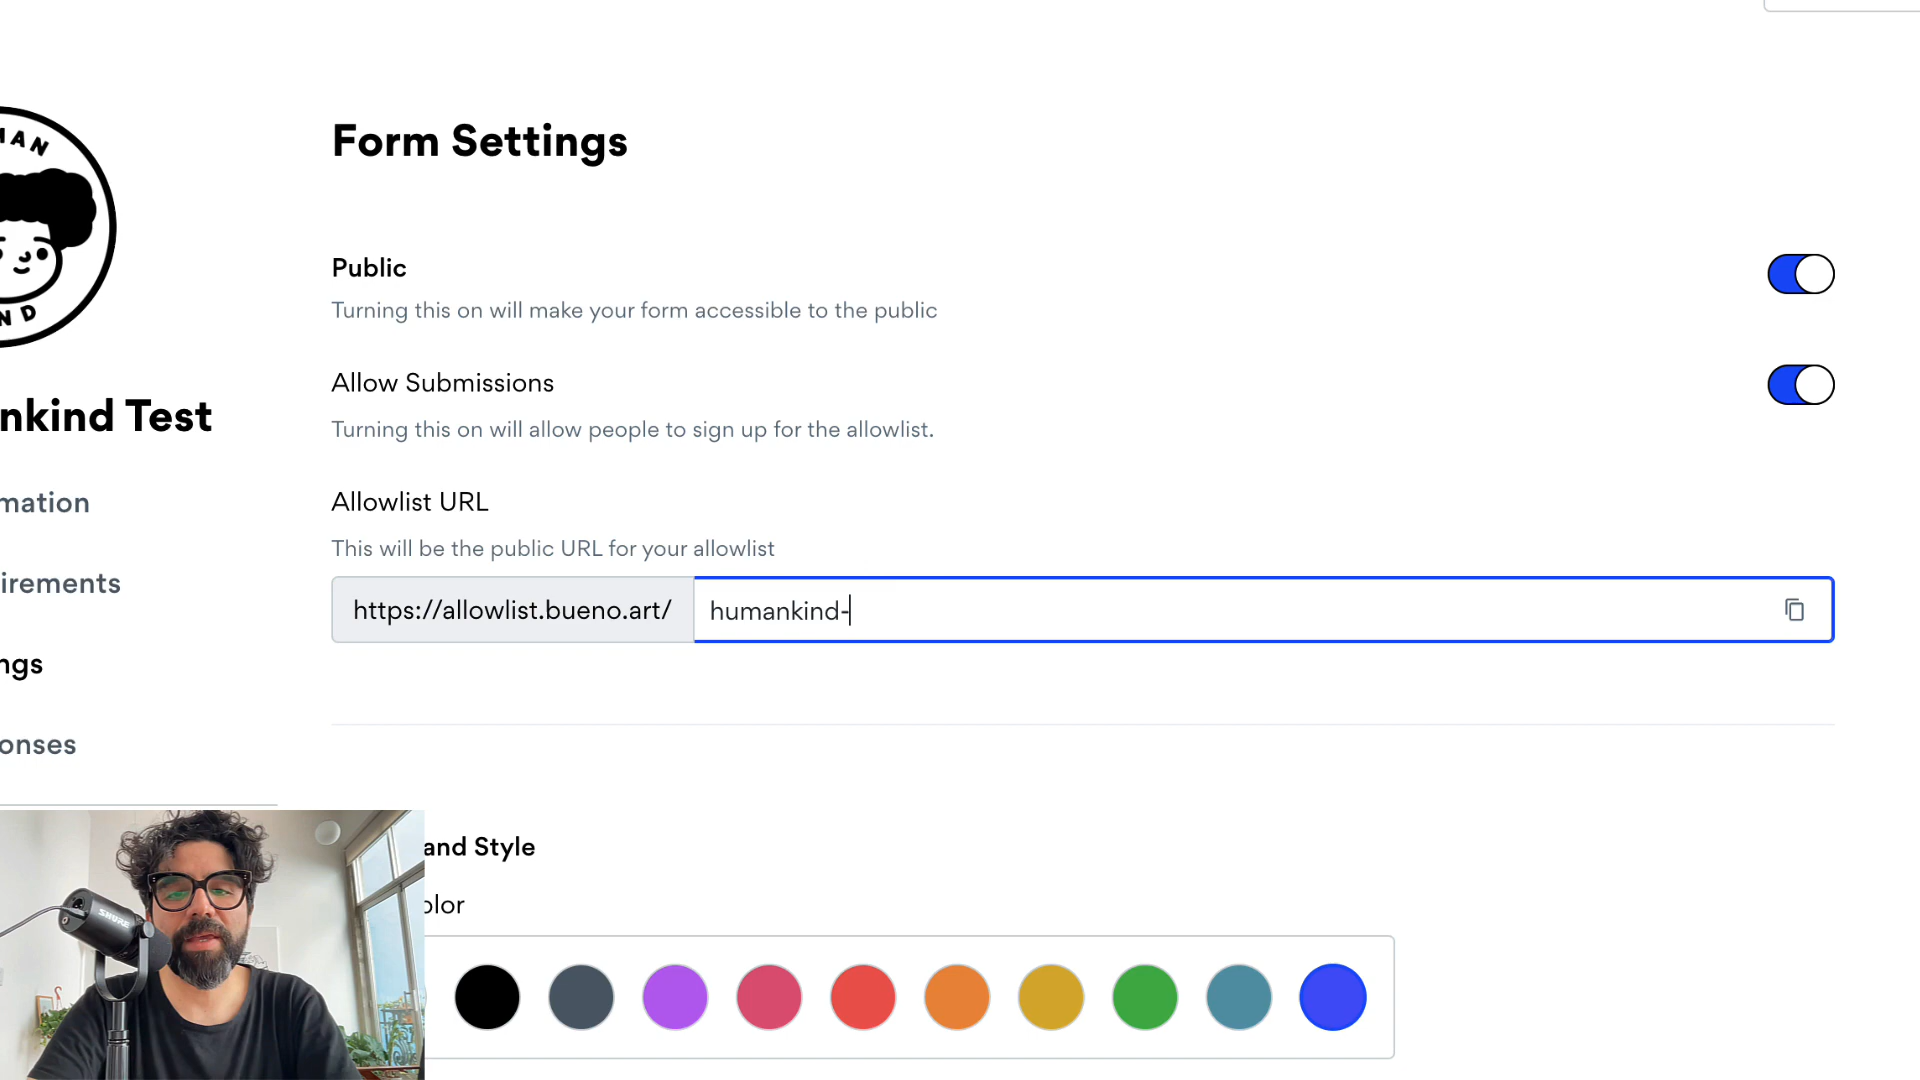 MAN
ND
Form Settings
Public
Turning this on will make your form accessible to the public
Allow Submissions
Turning this on will allow people to sign up for the allowlist.
nkind Test
mation
Allowlist URL
This will be the public URL for your allowlist
irements
https://allowlist.bueno.art/ humankind-
ngs
onses
and Style
olor
SHURE